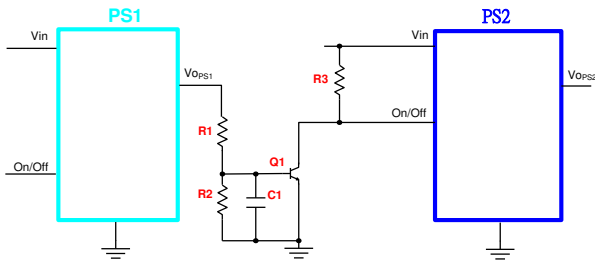 PS1
PS2
Vin
Vin
VoPS1
R3
VoPS2
R1
On/Off
Q1
On/Off
R2
C1